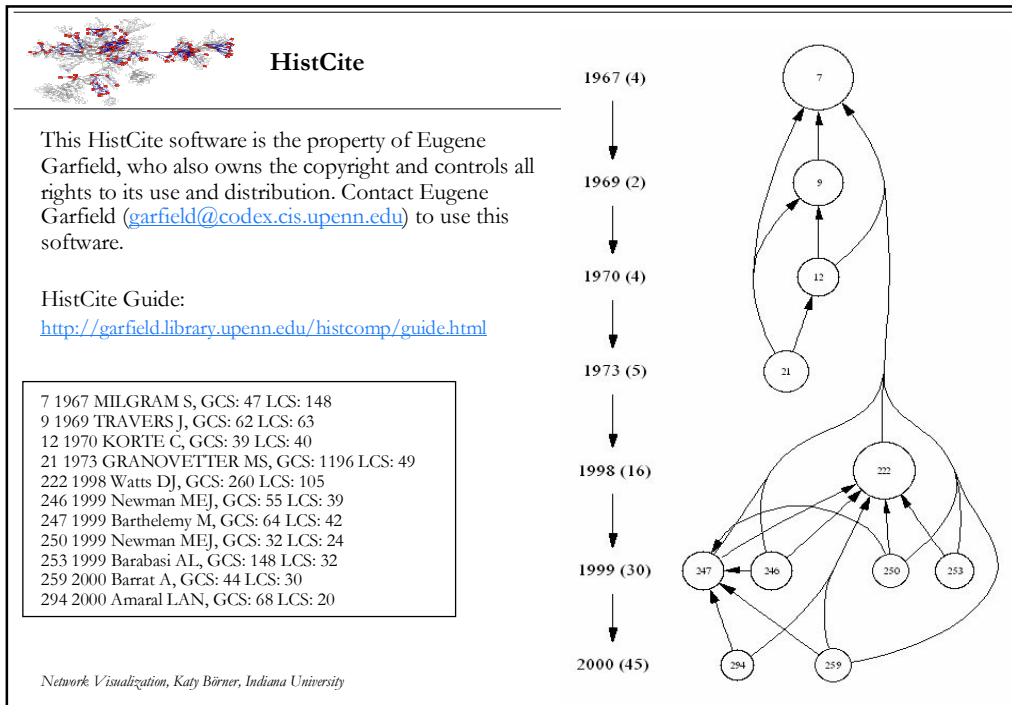 HistCite
This HistCite software is the property of Eugene
Garfield, who also owns the copyright and controls all
rights to its use and distribution. Contact Eugene
Garfield (garfield@codex.cis.upenn.edu) to use this
software.
HistCite Guide:
http://garfield.library.upenn.edu/histcomp/guide.html
7 1967 MILGRAM S, GCS: 47 LCS: 148
9 1969 TRAVERS J, GCS: 62 LCS: 63
12 1970 KORTE C, GCS: 39 LCS: 40
21 1973 GRANOVETTER MS, GCS: 1196 LCS: 49
222 1998 Watts DJ, GCS: 260 LCS: 105
246 1999 Newman MEJ, GCS: 55 LCS: 39
247 1999 Barthelemy M, GCS: 64 LCS: 42
250 1999 Newman MEJ, GCS: 32 LCS: 24
253 1999 Barabasi AL, GCS: 148 LCS: 32
259 2000 Barrat A, GCS: 44 LCS: 30
294 2000 Amaral LAN, GCS: 68 LCS: 20
Network Visualization, Katy Börner, Indiana University
1967 (4)
7
1969 (2)
9
1970 (4)
12
1973 (5)
21
1998 (16)
222
1999 (30)
247
246
250
253
2000 (45)
294
259